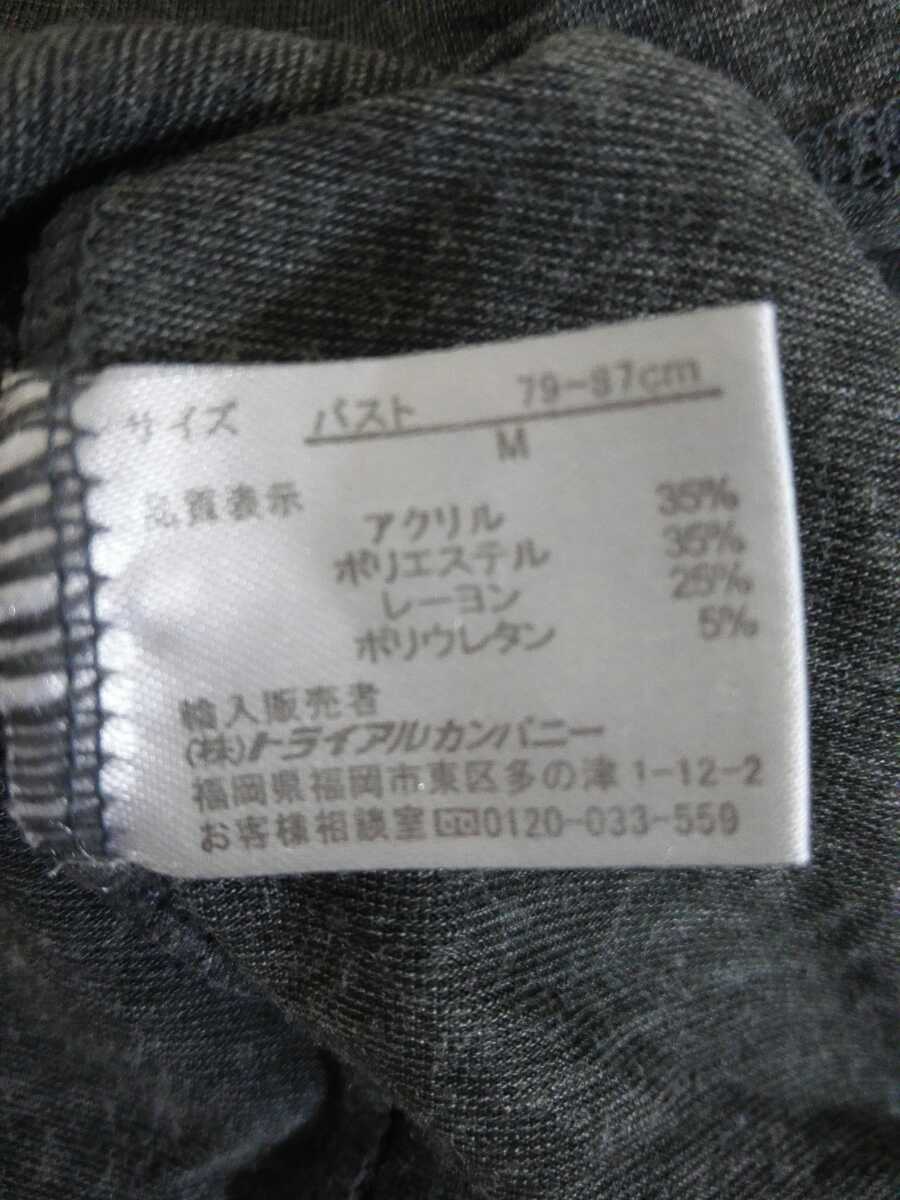 サイズ バスト 79-87cm
M
品質表示
アクリル 35%
ポリエステル 35%
レーヨン 25%
ポリウレタン 5%
輸入販売者
(株)トライアルカンパニー
福岡県福岡市東区多の津1-12-2
お客様相談室 0120-033-559